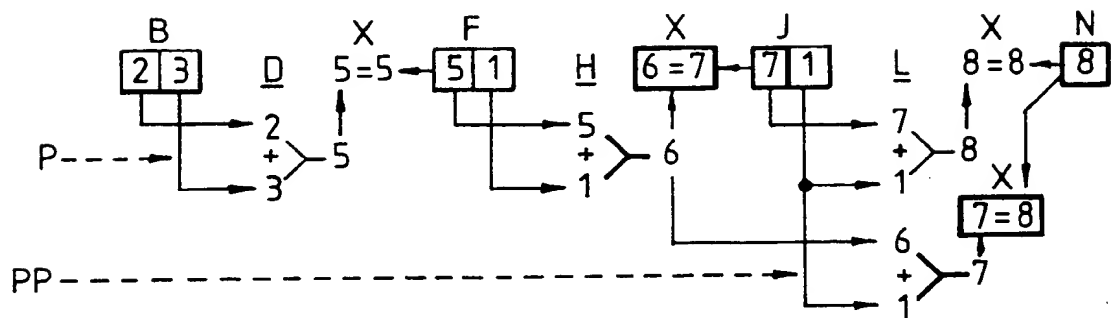 B X F X J X N
2 3 D 5=5 5 1 H 6=7 7 1 L 8=8 8
2 5 7
P + 5 + 6 + 8
3 1 1 X
7=8
6
PP + 7
1